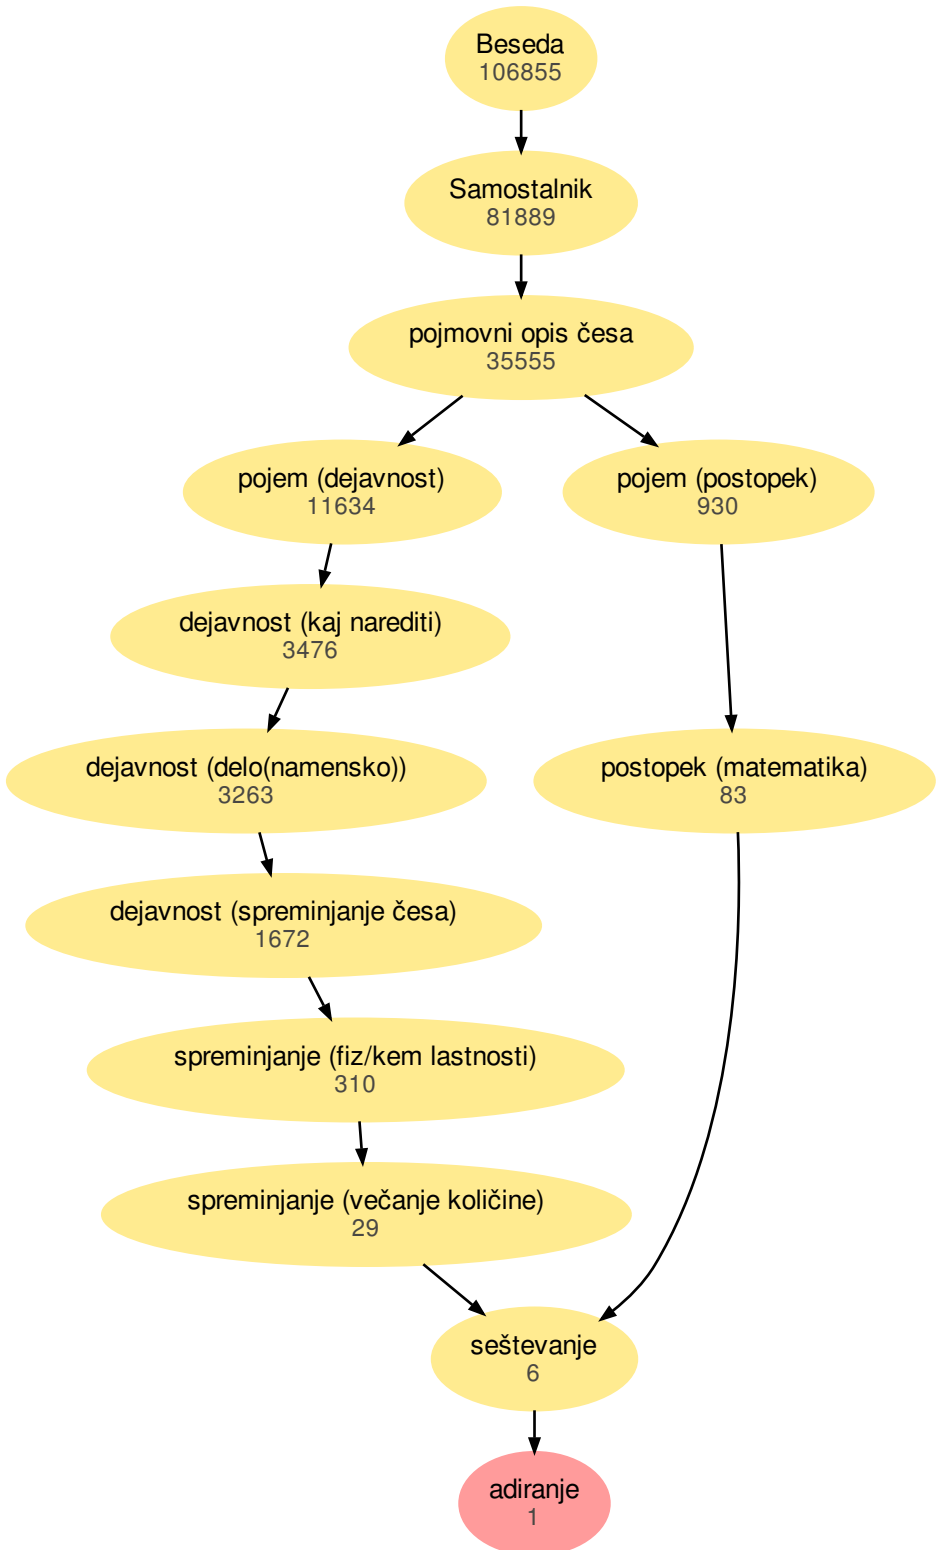 Beseda
106855
Samostalnik
81889
pojmovni opis česa
35555
pojem (dejavnost)
11634
pojem (postopek)
930
dejavnost (kaj narediti)
3476
dejavnost (delo(namensko))
3263
postopek (matematika)
83
dejavnost (spreminjanje česa)
1672
spreminjanje (fiz/kem lastnosti)
310
spreminjanje (večanje količine)
29
seštevanje
6
adiranje
1